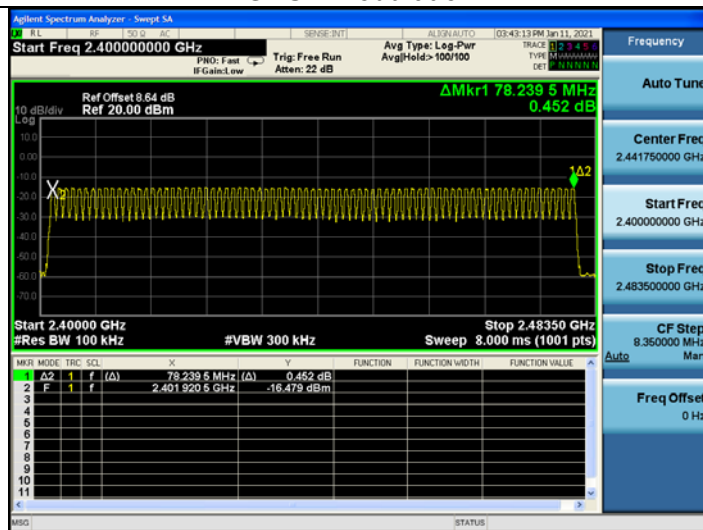 Agilent Spectrum Analyzer - Swept SA
RL RF 50 Ω AC SENSE:INT ALIGN AUTO 03:43:13 PM Jan 11, 2021
Start Freq 2.400000000 GHz
PNO: Fast
IFGain:Low
Trig: Free Run
Atten: 22 dB
Avg Type: Log-Pwr
Avg|Hold:> 100/100
TRACE 1 2 3 4 5 6
TYPE M
DET P N N N N N
Ref Offset 8.64 dB
Ref 20.00 dBm
10 dB/div
Log
ΔMkr1 78.239 5 MHz
0.452 dB
10.0
0.00
-10.0
-20.0
-30.0
-40.0
-50.0
-60.0
-70.0
1Δ2
2
Start 2.40000 GHz
Stop 2.48350 GHz
#Res BW 100 kHz
#VBW 300 kHz
Sweep 8.000 ms (1001 pts)
MKR MODE TRC SCL X Y FUNCTION FUNCTION WIDTH FUNCTION VALUE
1 Δ2 1 f (Δ) 78.239 5 MHz (Δ) 0.452 dB
2 F 1 f 2.401 920 5 GHz -16.479 dBm
3
4
5
6
7
8
9
10
11
MSG
STATUS
Frequency
Auto Tune
Center Freq
2.441750000 GHz
Start Freq
2.400000000 GHz
Stop Freq
2.483500000 GHz
CF Step
8.350000 MHz
Auto Man
Freq Offset
0 Hz